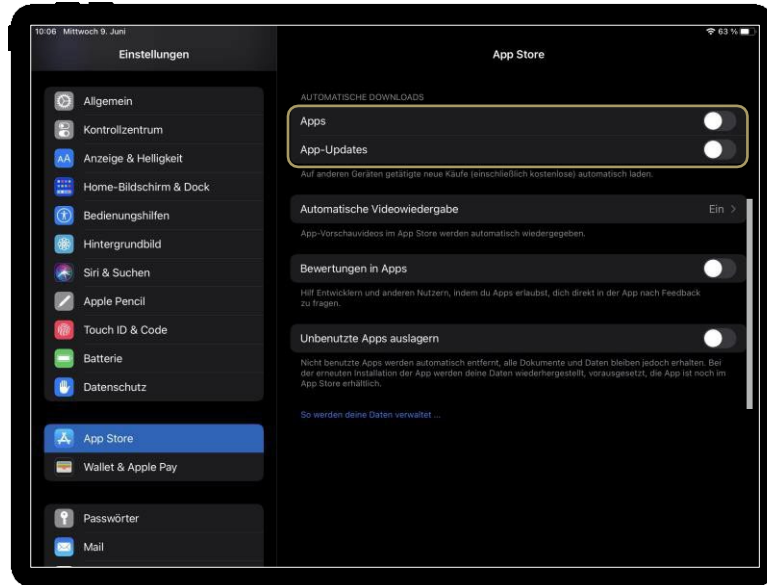 10:06 Mittwoch 9. Juni
63 %
Einstellungen
App Store
Allgemein
Kontrollzentrum
AA Anzeige & Helligkeit
Home-Bildschirm & Dock
Bedienungshilfen
Hintergrundbild
Siri & Suchen
Apple Pencil
Touch ID & Code
Batterie
Datenschutz
App Store
Wallet & Apple Pay
Passwörter
Mail
AUTOMATISCHE DOWNLOADS
Apps
App-Updates
Auf anderen Geräten getätigte neue Käufe (einschließlich kostenlose) automatisch laden.
Automatische Videowiedergabe
Ein >
App-Vorschauvideos im App Store werden automatisch wiedergegeben.
Bewertungen in Apps
Hilf Entwicklern und anderen Nutzern, indem du Apps erlaubst, dich direkt in der App nach Feedback
zu fragen.
Unbenutzte Apps auslagern
Nicht benutzte Apps werden automatisch entfernt, alle Dokumente und Daten bleiben jedoch erhalten. Bei
der erneuten Installation der App werden deine Daten wiederhergestellt, vorausgesetzt, die App ist noch im
App Store erhältlich.
So werden deine Daten verwaltet ...